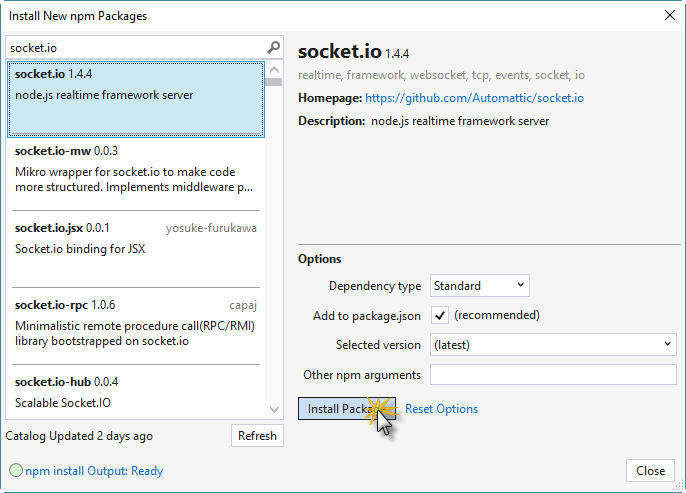 Install New npm Packages
socket.io
socket.io 1.4.4
node.js realtime framework server
socket.io-mw 0.0.3
Mikro wrapper for socket.io to make code
more structured. Implements middleware p...
socket.io.jsx 0.0.1 yosuke-furukawa
Socket.io binding for JSX
socket.io-rpc 1.0.6 capaj
Minimalistic remote procedure call(RPC/RMI)
library bootstrapped on socket.io
socket.io-hub 0.0.4
Scalable Socket.IO
Catalog Updated 2 days ago
Refresh
npm install Output: Ready
socket.io 1.4.4
realtime, framework, websocket, tcp, events, socket, io
Homepage: https://github.com/Automattic/socket.io
Description: node.js realtime framework server
Options
Dependency type Standard
Add to package.json (recommended)
Selected version (latest)
Other npm arguments
Install Package Reset Options
Close